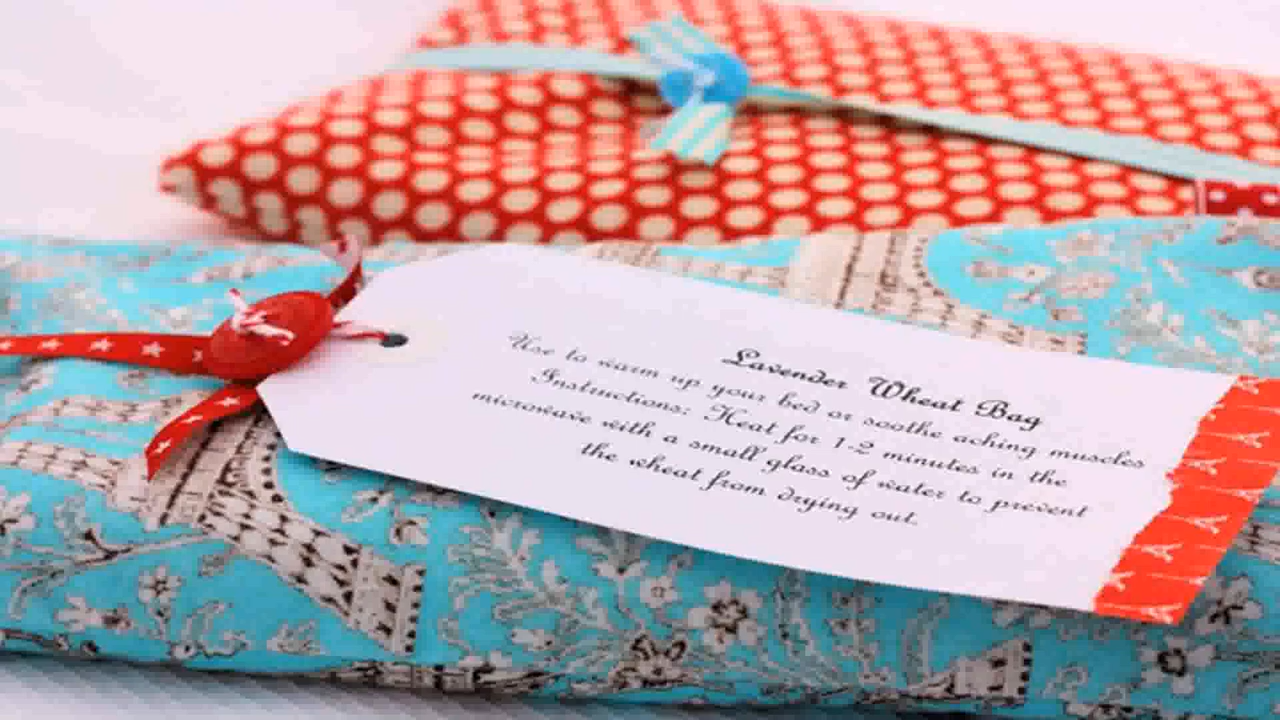 Lavender Wheat Bag
Use to warm up your bed or soothe aching muscles
Instructions: Heat for 1-2 minutes in the
microwave with a small glass of water to prevent
the wheat from drying out.